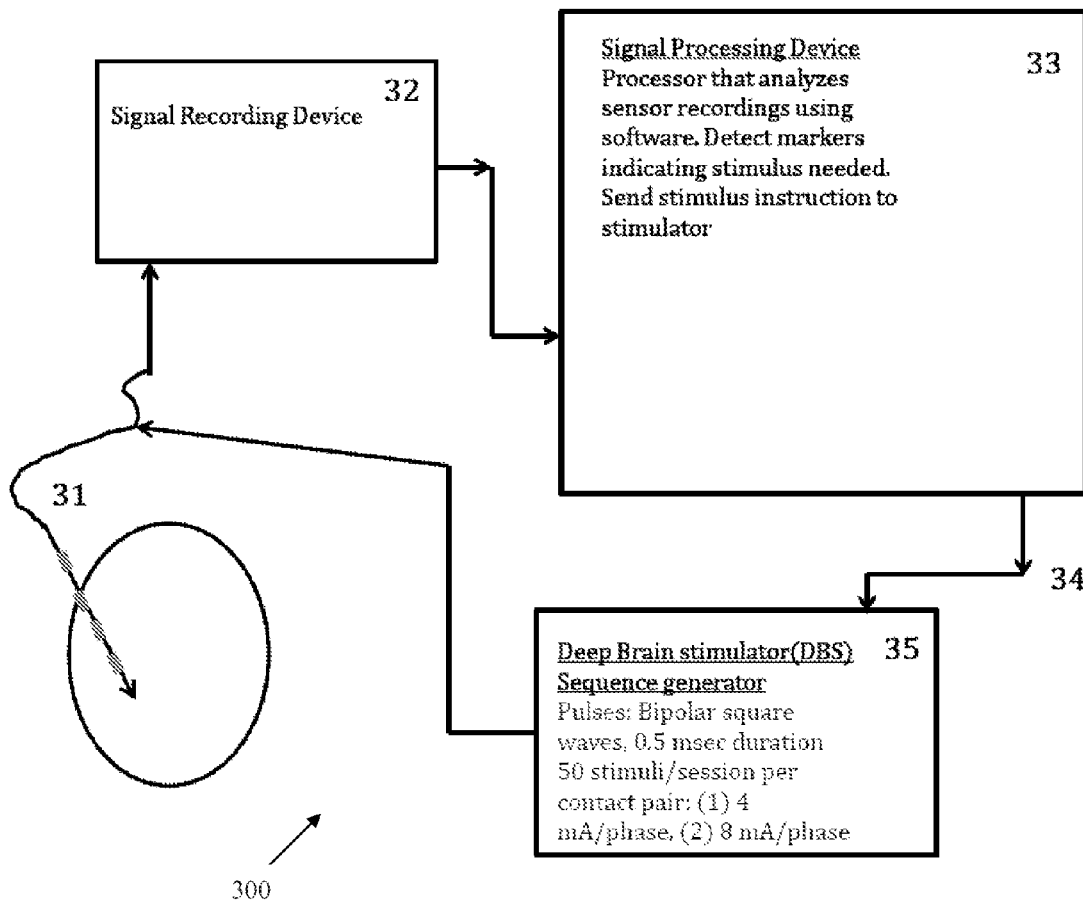 32
Signal Recording Device
Signal Processing Device
33
Processor that analyzes
sensor recordings using
software. Detect markers
indicating stimulus needed.
Send stimulus instruction to
stimulator
31
34
Deep Brain stimulator(DBS)
35
Sequence generator
Pulses: Bipolar square
waves, 0.5 msec duration
50 stimuli/session per
contact pair: (1) 4
mA/phase, (2) 8 mA/phase
300